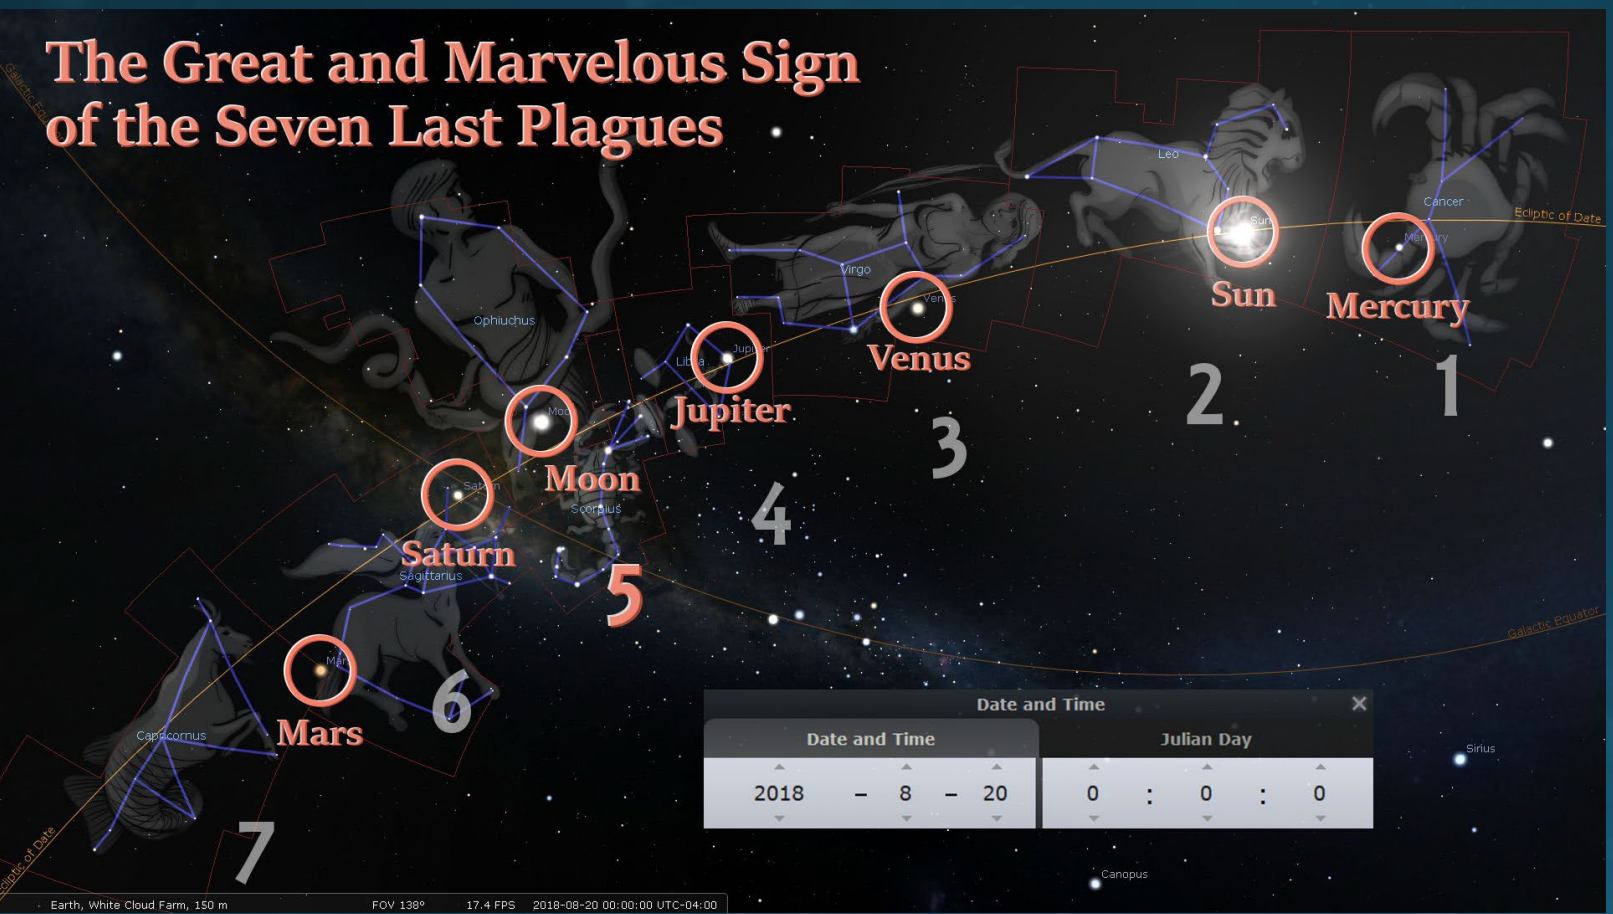 The Great and Marvelous Sign
of the Seven Last Plagues
Galactic Equator
Leo
Cancer
Ecliptic of Date
Sun
Mercury
Sun
Mercury
Virgo
Venus
Venus
Ophiuchus
Libra
Jupiter
Jupiter
Moon
Moon
Saturn
Saturn
Scorpius
Sagittarius
1
2
3
4
5
6
7
Mars
Mars
Capricornus
Galactic Equator
Ecliptic of Date
Sirius
Canopus
Date and Time
Date and Time
Julian Day
2018 – 8 – 20 0 : 0 : 0
Earth, White Cloud Farm, 150 m FOV 138° 17.4 FPS 2018-08-20 00:00:00 UTC-04:00